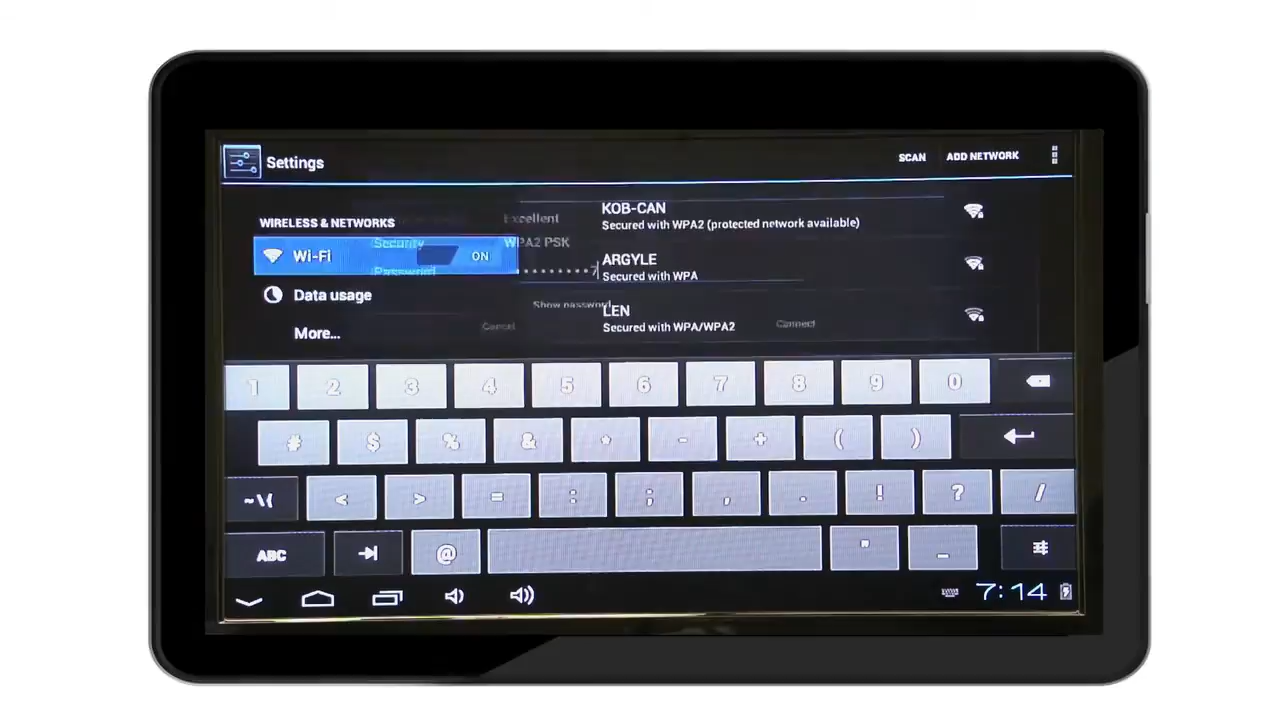 Settings
SCAN
ADD NETWORK
WIRELESS & NETWORKS
Wi-Fi
ON
Data usage
More...
Excellent
Security
WPA2 PSK
Password
7
Show password
Cancel
Connect
KOB-CAN
Secured with WPA2 (protected network available)
ARGYLE
Secured with WPA
LEN
Secured with WPA/WPA2
1 2 3 4 5 6 7 8 9 0
# $ % & * - + ( )
~\{ < > = : ; , . ! ? /
ABC @ " _
7:14